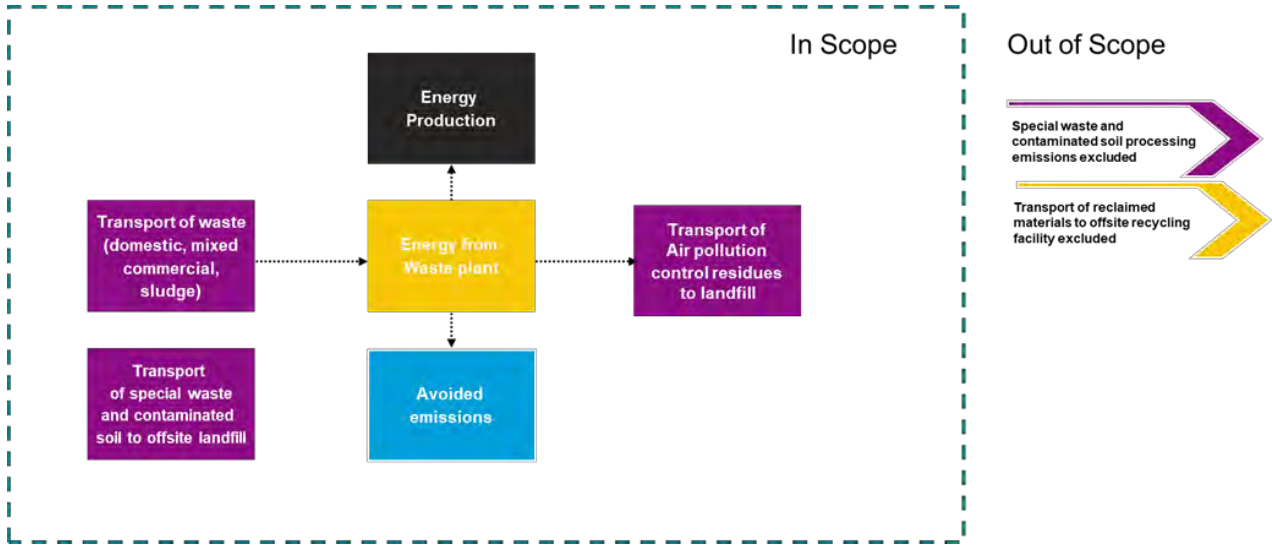 In Scope
Out of Scope
Energy
Production
Special waste and
contaminated soil processing
emissions excluded
Transport of waste
(domestic, mixed
commercial,
sludge)
Energy from
Waste plant
Transport of
Air pollution
control residues
to landfill
Transport of reclaimed
materials to offsite recycling
facility excluded
Transport
of special waste
and contaminated
soil to offsite landfill
Avoided
emissions